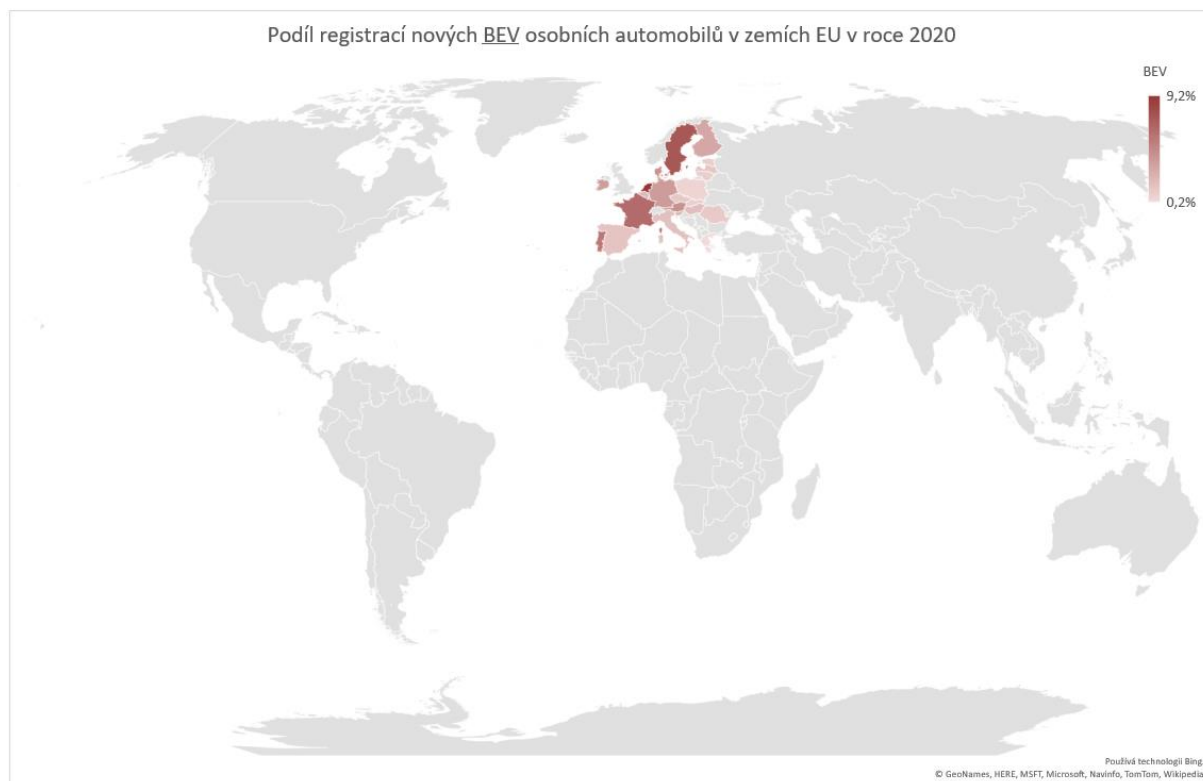 Podíl registrací nových BEV osobních automobilů v zemích EU v roce 2020
BEV
9,2%
0,2%
Používá technologii Bing
© GeoNames, HERE, MSFT, Microsoft, Navinfo, TomTom, Wikipedia